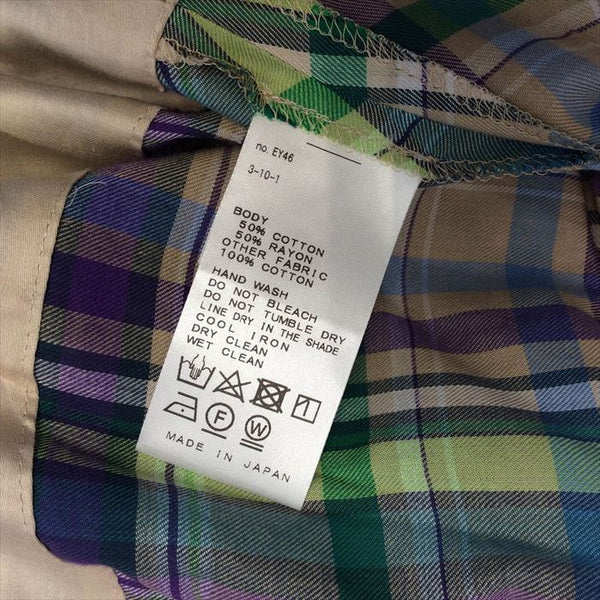 no. EY46
3-10-1
BODY
50% COTTON
50% RAYON
OTHER FABRIC
100% COTTON
HAND WASH
DO NOT BLEACH
DO NOT TUMBLE DRY
LINE DRY IN THE SHADE
COOL IRON
DRY CLEAN
WET CLEAN
F
W
MADE IN JAPAN